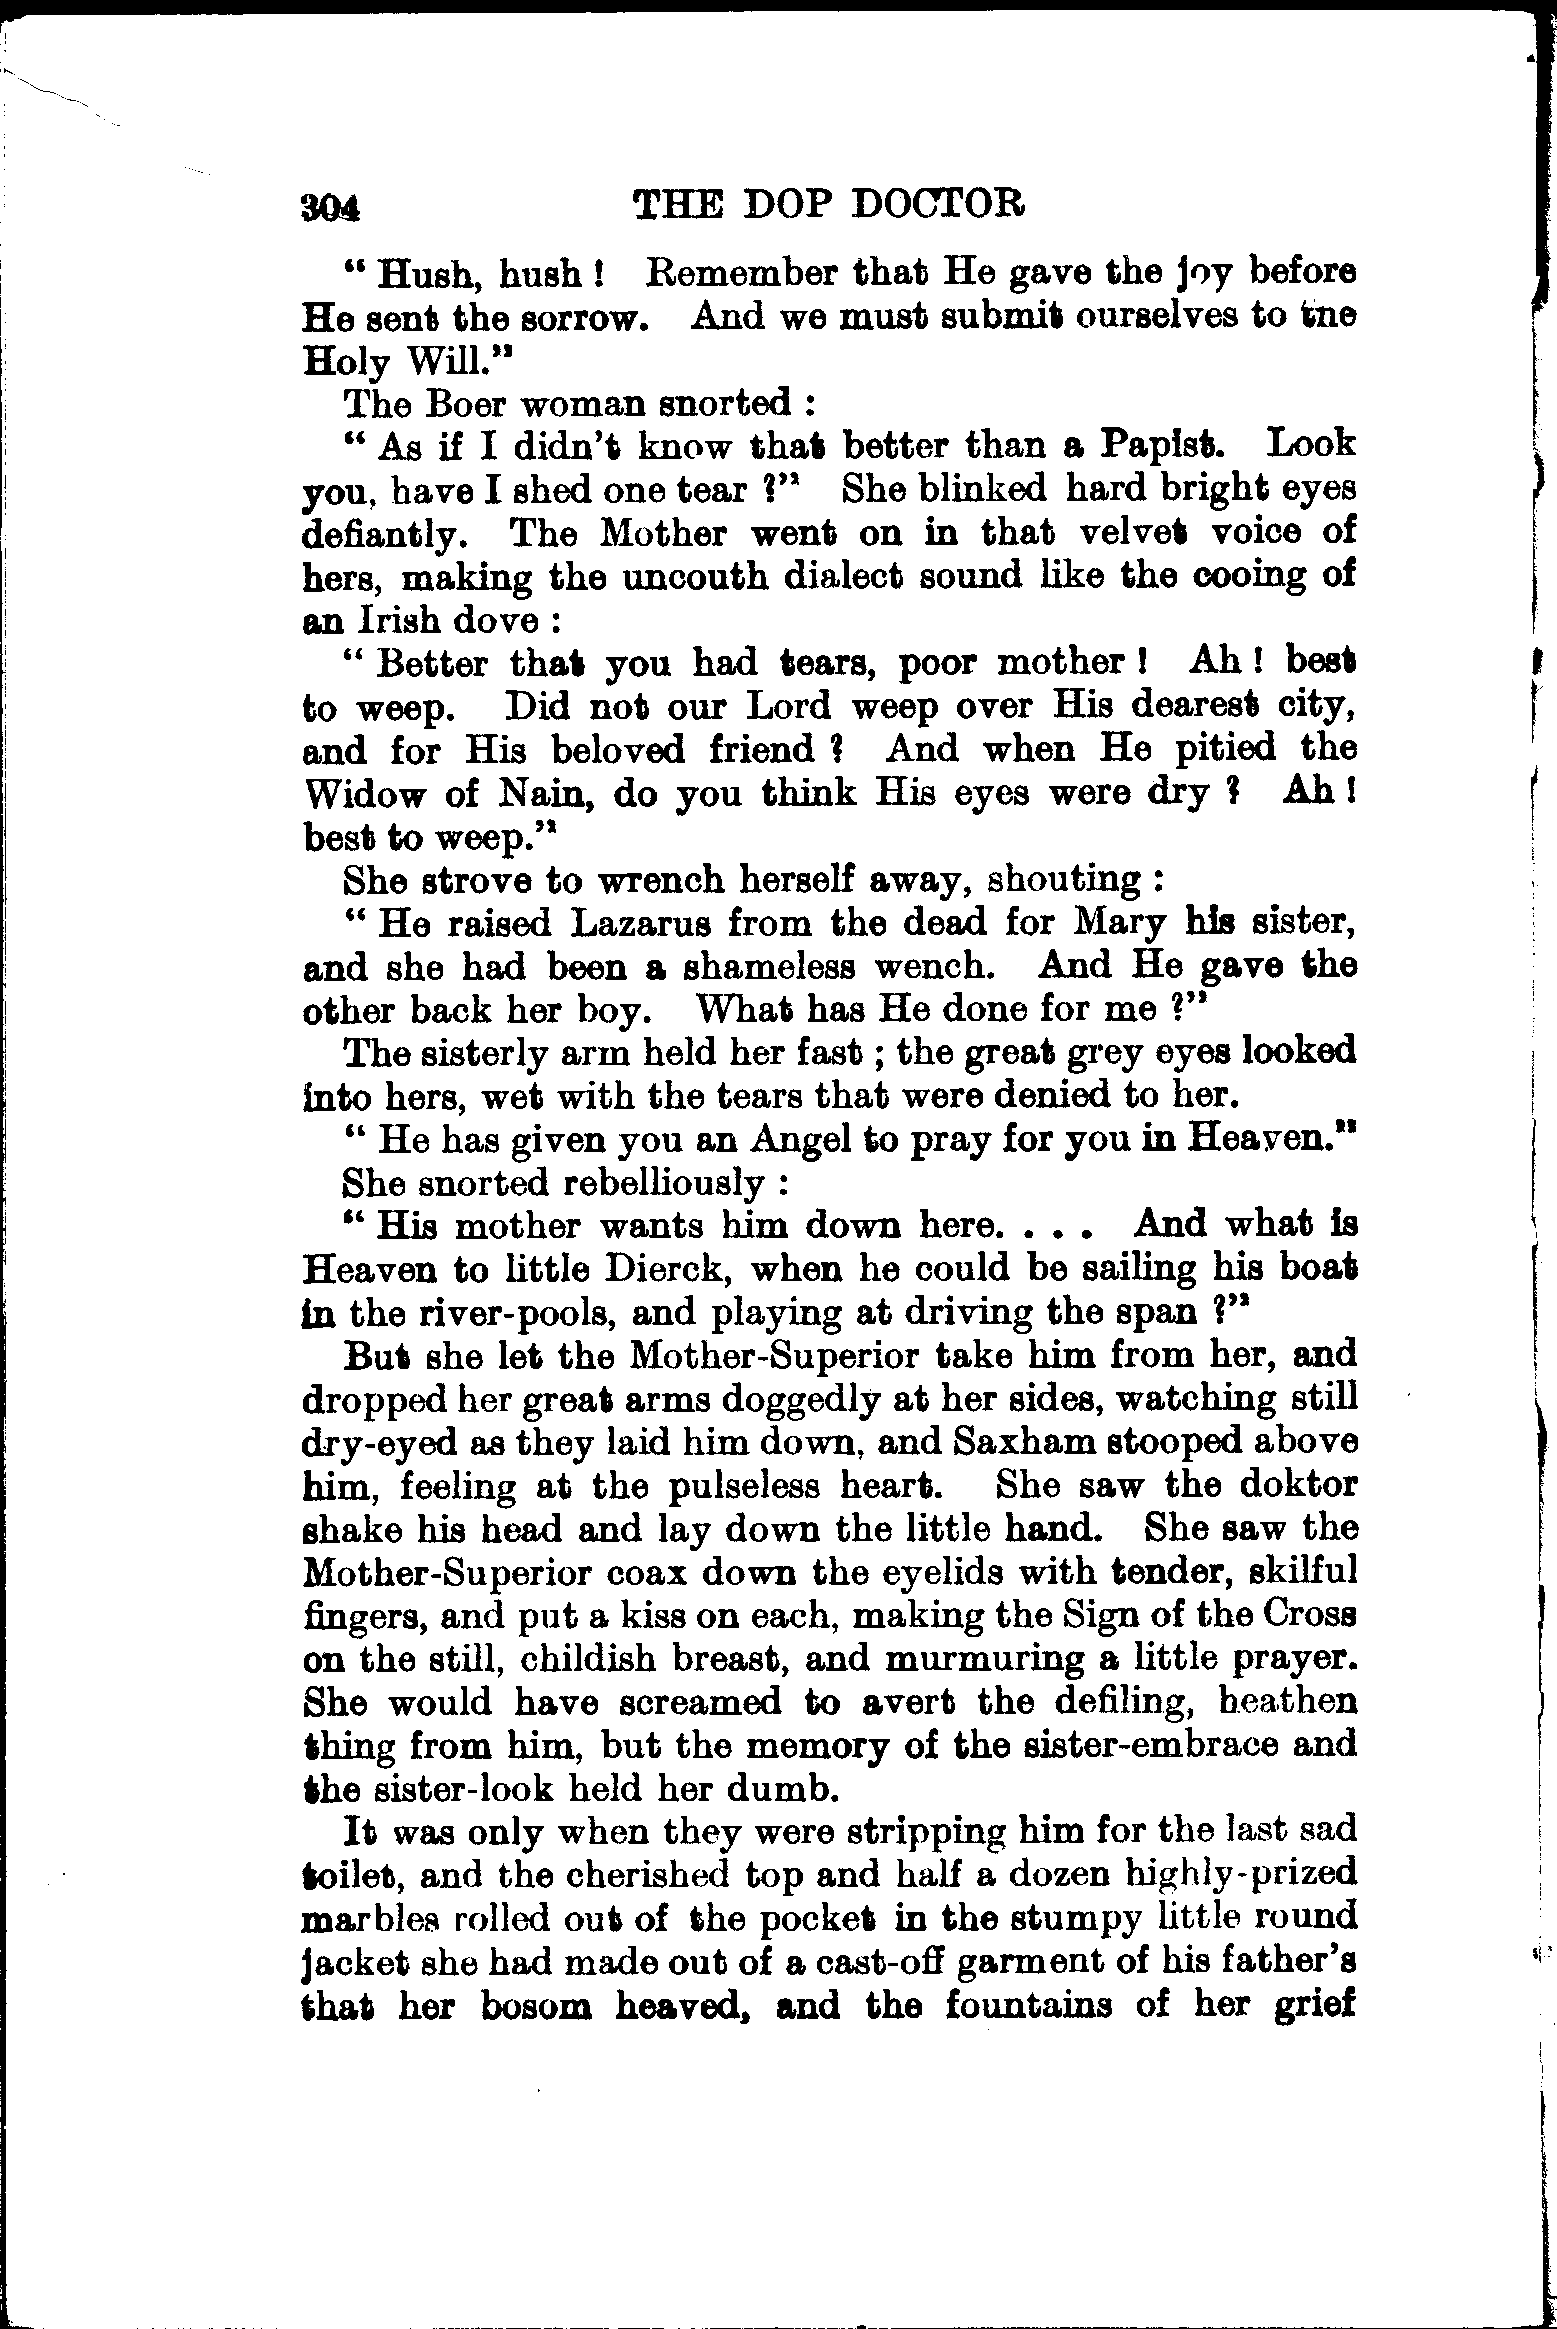 304 THE DOP DOCTOR
“ Hush, hush ! Remember that He gave the joy before
He sent the sorrow. And we must submit ourselves to the
Holy Will.”
The Boer woman snorted :
“ As if I didn’t know that better than a Papist. Look
you, have I shed one tear ?” She blinked hard bright eyes
defiantly. The Mother went on in that velvet voice of
hers, making the uncouth dialect sound like the cooing of
an Irish dove :
“ Better that you had tears, poor mother ! Ah ! best
to weep. Did not our Lord weep over His dearest city,
and for His beloved friend ? And when He pitied the
Widow of Nain, do you think His eyes were dry ? Ah !
best to weep.”
She strove to wrench herself away, shouting :
“ He raised Lazarus from the dead for Mary his sister,
and she had been a shameless wench. And He gave the
other back her boy. What has He done for me ?”
The sisterly arm held her fast ; the great grey eyes looked
into hers, wet with the tears that were denied to her.
“ He has given you an Angel to pray for you in Heaven.”
She snorted rebelliously :
“ His mother wants him down here. . . . And what is
Heaven to little Dierck, when he could be sailing his boat
in the river-pools, and playing at driving the span ?”
But she let the Mother-Superior take him from her, and
dropped her great arms doggedly at her sides, watching still
dry-eyed as they laid him down, and Saxham stooped above
him, feeling at the pulseless heart. She saw the doktor
shake his head and lay down the little hand. She saw the
Mother-Superior coax down the eyelids with tender, skilful
fingers, and put a kiss on each, making the Sign of the Cross
on the still, childish breast, and murmuring a little prayer.
She would have screamed to avert the defiling, heathen
thing from him, but the memory of the sister-embrace and
the sister-look held her dumb.
It was only when they were stripping him for the last sad
toilet, and the cherished top and half a dozen highly-prized
marbles rolled out of the pocket in the stumpy little round
jacket she had made out of a cast-off garment of his father’s
that her bosom heaved, and the fountains of her grief